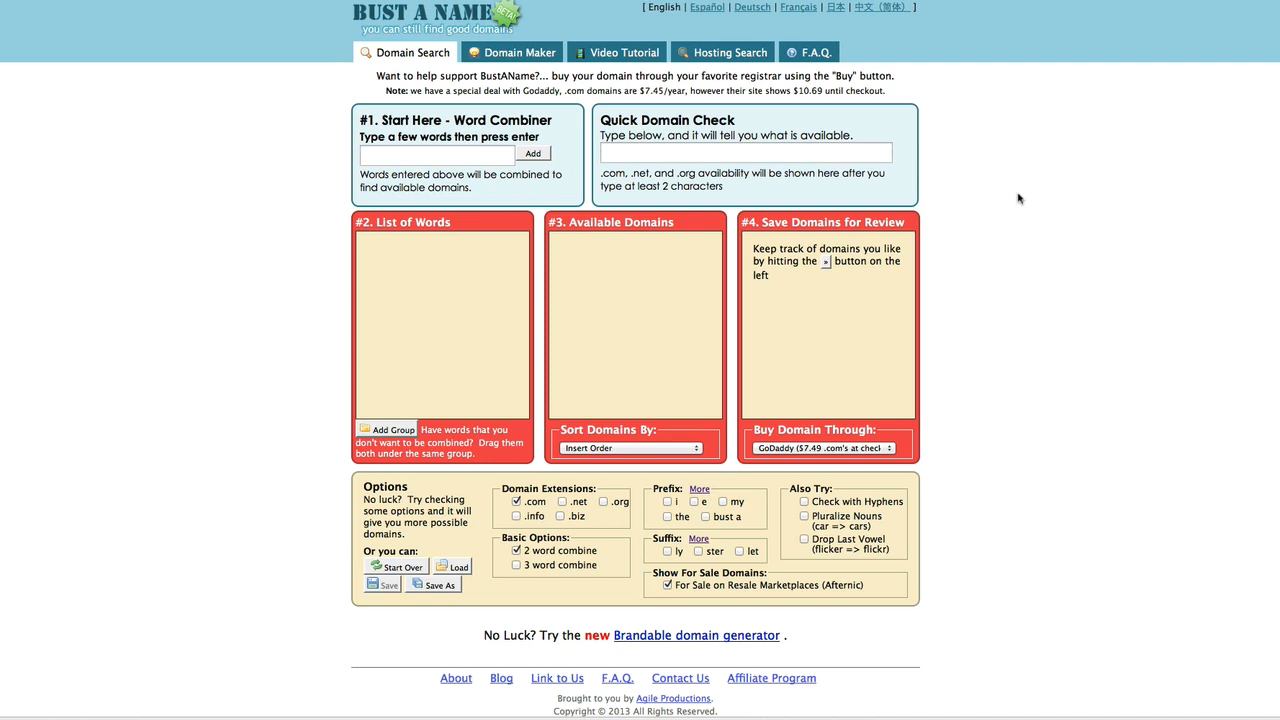 BUST A NAME BETA!
you can still find good domains
[ English | Español | Deutsch | Français | 日本 | 中文（简体） ]
Domain Search
Domain Maker
Video Tutorial
Hosting Search
F.A.Q.
Want to help support BustAName?... buy your domain through your favorite registrar using the "Buy" button.
Note: we have a special deal with Godaddy, .com domains are $7.45/year, however their site shows $10.69 until checkout.
#1. Start Here - Word Combiner
Type a few words then press enter
Add
Words entered above will be combined to
find available domains.
Quick Domain Check
Type below, and it will tell you what is available.
.com, .net, and .org availability will be shown here after you
type at least 2 characters
#2. List of Words
Add Group Have words that you
don't want to be combined? Drag them
both under the same group.
#3. Available Domains
Sort Domains By:
Insert Order
#4. Save Domains for Review
Keep track of domains you like
by hitting the » button on the
left
Buy Domain Through:
GoDaddy ($7.49 .com's at check
Options
No luck? Try checking
some options and it will
give you more possible
domains.
Or you can:
Start Over
Load
Save
Save As
Domain Extensions:
.com .net .org
.info .biz
Basic Options:
2 word combine
3 word combine
Prefix: More
i e my
the bust a
Suffix: More
ly ster let
Also Try:
Check with Hyphens
Pluralize Nouns
(car => cars)
Drop Last Vowel
(flicker => flickr)
Show For Sale Domains:
For Sale on Resale Marketplaces (Afternic)
No Luck? Try the new Brandable domain generator .
About Blog Link to Us F.A.Q. Contact Us Affiliate Program
Brought to you by Agile Productions.
Copyright © 2013 All Rights Reserved.